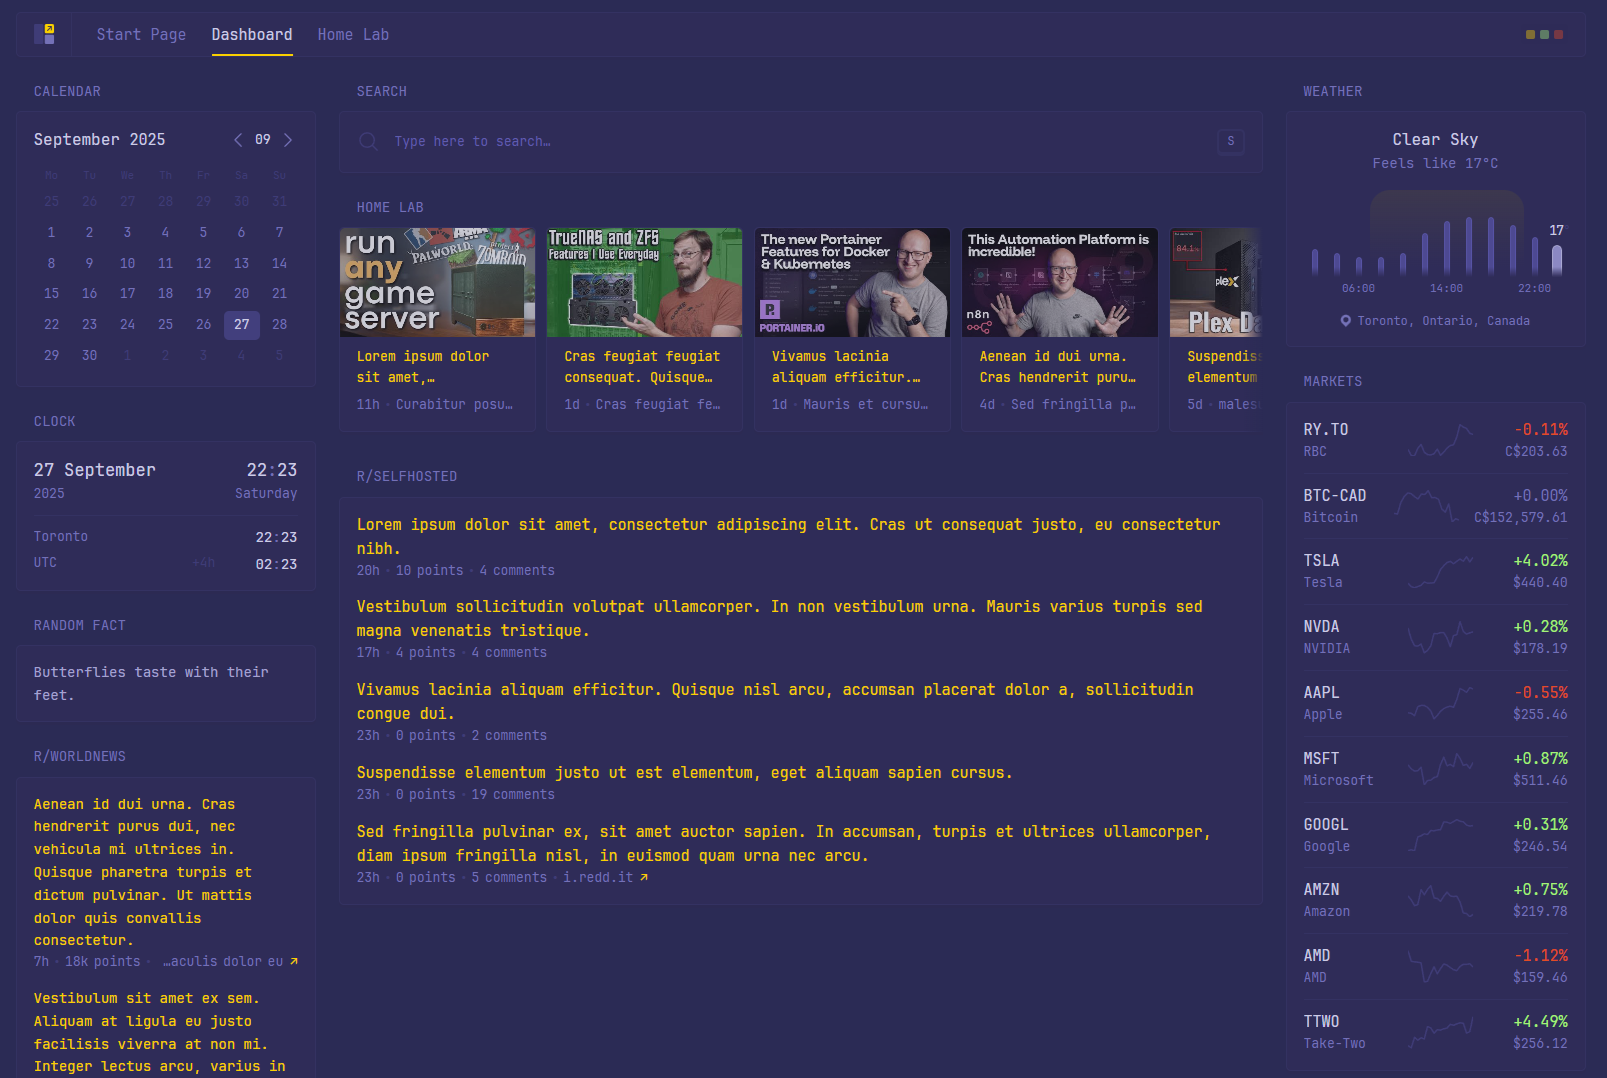 Start Page
Dashboard
Home Lab
CALENDAR
September 2025
09
Mo Tu We Th Fr Sa Su
25 26 27 28 29 30 31
1 2 3 4 5 6 7
8 9 10 11 12 13 14
15 16 17 18 19 20 21
22 23 24 25 26 27 28
29 30 1 2 3 4 5
CLOCK
27 September 22:23
2025 Saturday
Toronto 22:23
UTC +4h 02:23
RANDOM FACT
Butterflies taste with their
feet.
R/WORLDNEWS
Aenean id dui urna. Cras
hendrerit purus dui, nec
vehicula mi ultrices in.
Quisque pharetra turpis et
dictum pulvinar. Ut mattis
dolor quis convallis
consectetur.
7h · 18k points · …aculis dolor eu
Vestibulum sit amet ex sem.
Aliquam at ligula eu justo
facilisis viverra at non mi.
Integer lectus arcu, varius in
SEARCH
Type here to search…
S
HOME LAB
run
any
game
server
PALWORLD
PROJECT
ZOMBOID
Lorem ipsum dolor
sit amet,…
11h · Curabitur posu…
TrueNAS and ZFS
Features I Use Everyday
Cras feugiat feugiat
consequat. Quisque…
1d · Cras feugiat fe…
The new Portainer
Features for Docker
& Kubernetes
PORTAINER.IO
Vivamus lacinia
aliquam efficitur.…
1d · Mauris et cursu…
This Automation Platform is
incredible!
n8n
Aenean id dui urna.
Cras hendrerit puru…
4d · Sed fringilla p…
84.1
plex
Plex Da
Suspendiss
elementum
5d · males
R/SELFHOSTED
Lorem ipsum dolor sit amet, consectetur adipiscing elit. Cras ut consequat justo, eu consectetur
nibh.
20h · 10 points · 4 comments
Vestibulum sollicitudin volutpat ullamcorper. In non vestibulum urna. Mauris varius turpis sed
magna venenatis tristique.
17h · 4 points · 4 comments
Vivamus lacinia aliquam efficitur. Quisque nisl arcu, accumsan placerat dolor a, sollicitudin
congue dui.
23h · 0 points · 2 comments
Suspendisse elementum justo ut est elementum, eget aliquam sapien cursus.
23h · 0 points · 19 comments
Sed fringilla pulvinar ex, sit amet auctor sapien. In accumsan, turpis et ultrices ullamcorper,
diam ipsum fringilla nisl, in euismod quam urna nec arcu.
23h · 0 points · 5 comments · i.redd.it
WEATHER
Clear Sky
Feels like 17°C
17
06:00 14:00 22:00
Toronto, Ontario, Canada
MARKETS
RY.TO -0.11%
RBC C$203.63
BTC-CAD +0.00%
Bitcoin C$152,579.61
TSLA +4.02%
Tesla $440.40
NVDA +0.28%
NVIDIA $178.19
AAPL -0.55%
Apple $255.46
MSFT +0.87%
Microsoft $511.46
GOOGL +0.31%
Google $246.54
AMZN +0.75%
Amazon $219.78
AMD -1.12%
AMD $159.46
TTWO +4.49%
Take-Two $256.12